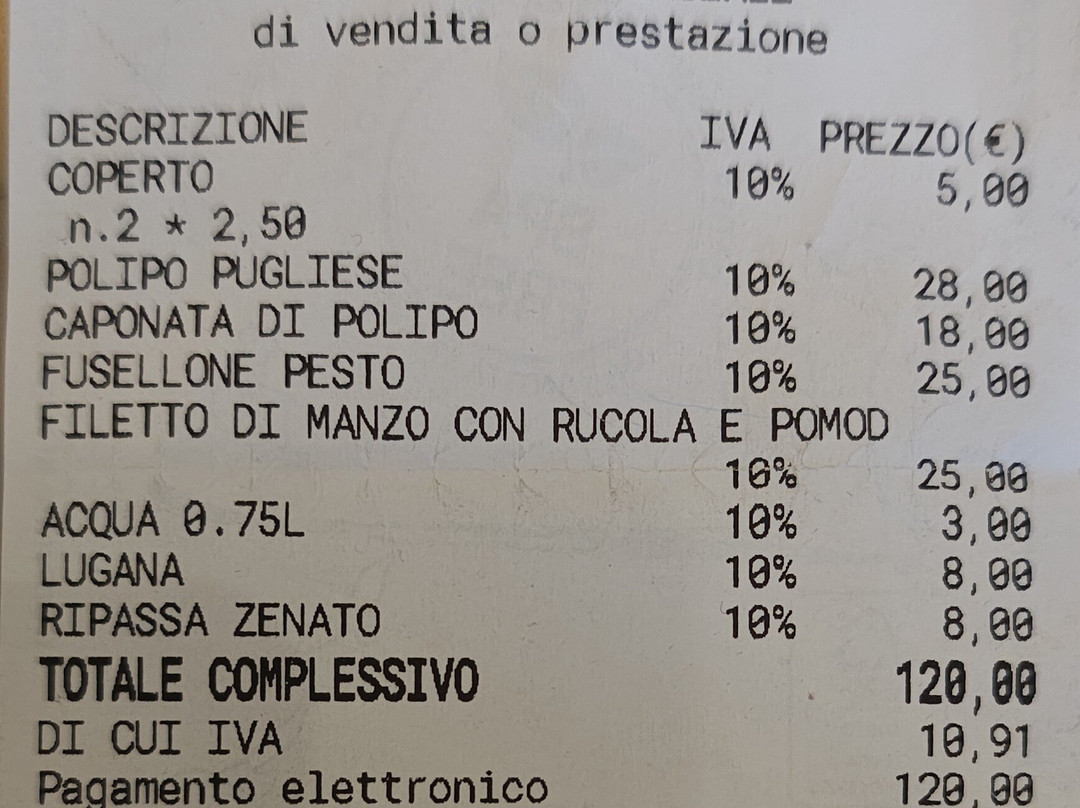 di vendita o prestazione
DESCRIZIONE IVA PREZZO(€)
COPERTO 10% 5,00
n.2 * 2,50
POLIPO PUGLIESE 10% 28,00
CAPONATA DI POLIPO 10% 18,00
FUSELLONE PESTO 10% 25,00
FILETTO DI MANZO CON RUCOLA E POMOD
10% 25,00
ACQUA 0.75L 10% 3,00
LUGANA 10% 8,00
RIPASSA ZENATO 10% 8,00
TOTALE COMPLESSIVO 120,00
DI CUI IVA 10,91
Pagamento elettronico 120,00